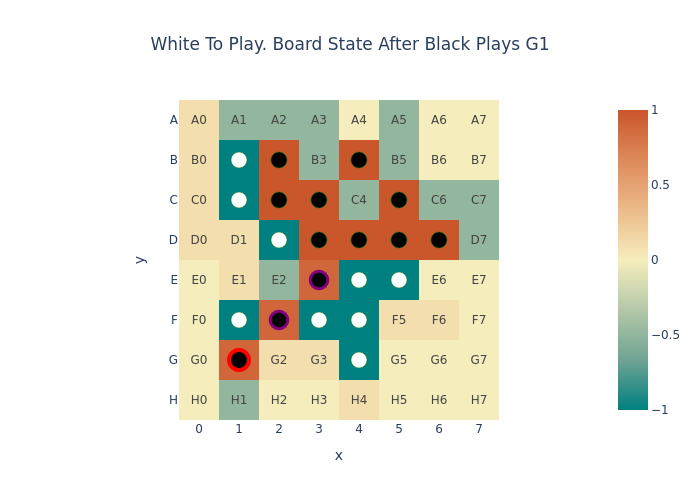 White To Play. Board State After Black Plays G1
A A0 A1 A2 A3 A4 A5 A6 A7
B B0 B3 B5 B6 B7
C C0 C4 C6 C7
D D0 D1 D7
E E0 E1 E2 E6 E7
F F0 F5 F6 F7
G G0 G2 G3 G5 G6 G7
H H0 H1 H2 H3 H4 H5 H6 H7
0 1 2 3 4 5 6 7
x
y
1
0.5
0
−0.5
−1